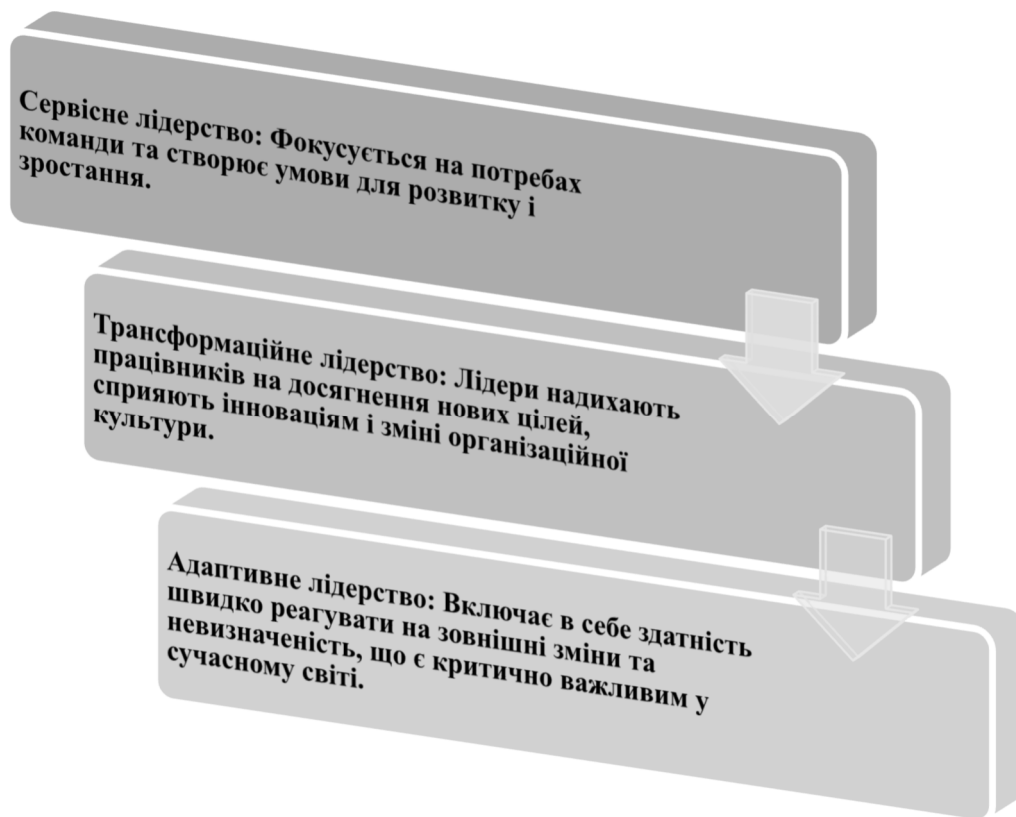 Сервісне лідерство: Фокусується на потребах
команди та створює умови для розвитку і
зростання.
Трансформаційне лідерство: Лідери надихають
працівників на досягнення нових цілей,
сприяють інноваціям і зміні організаційної
культури.
Адаптивне лідерство: Включає в себе здатність
швидко реагувати на зовнішні зміни та
невизначеність, що є критично важливим у
сучасному світі.